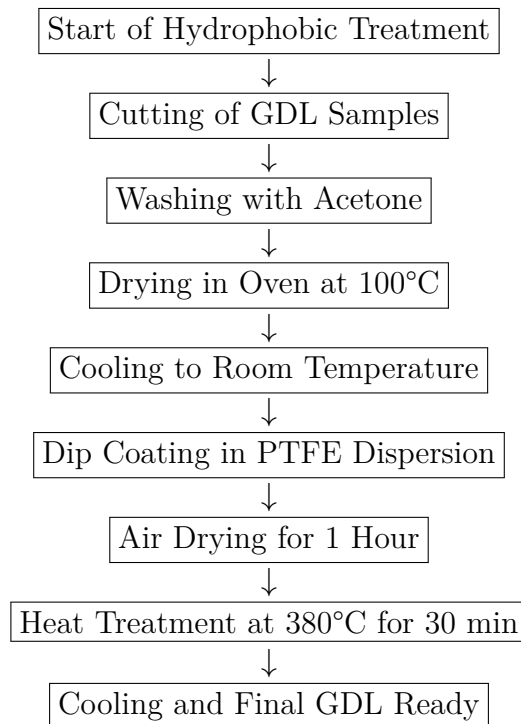 Start of Hydrophobic Treatment
↓
Cutting of GDL Samples
↓
Washing with Acetone
↓
Drying in Oven at 100°C
↓
Cooling to Room Temperature
↓
Dip Coating in PTFE Dispersion
↓
Air Drying for 1 Hour
↓
Heat Treatment at 380°C for 30 min
↓
Cooling and Final GDL Ready